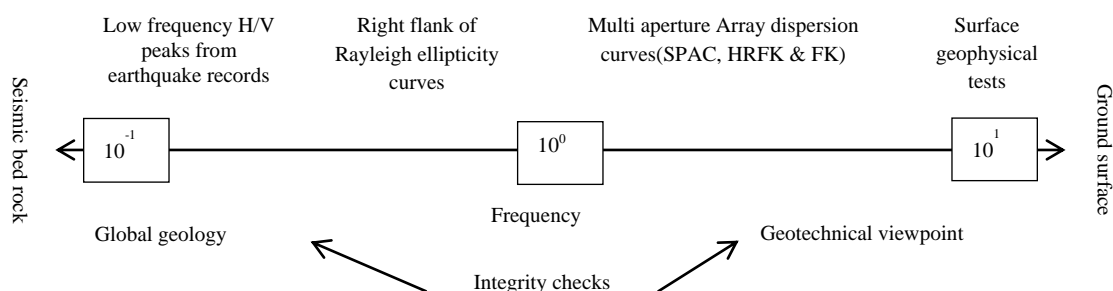 Low frequency H/V
peaks from
earthquake records
Right flank of
Rayleigh ellipticity
curves
Multi aperture Array dispersion
curves(SPAC, HRFK & FK)
Surface
geophysical
tests
Seismic bed rock
10⁻¹
10⁰
10¹
Ground surface
Frequency
Global geology
Geotechnical viewpoint
Integrity checks